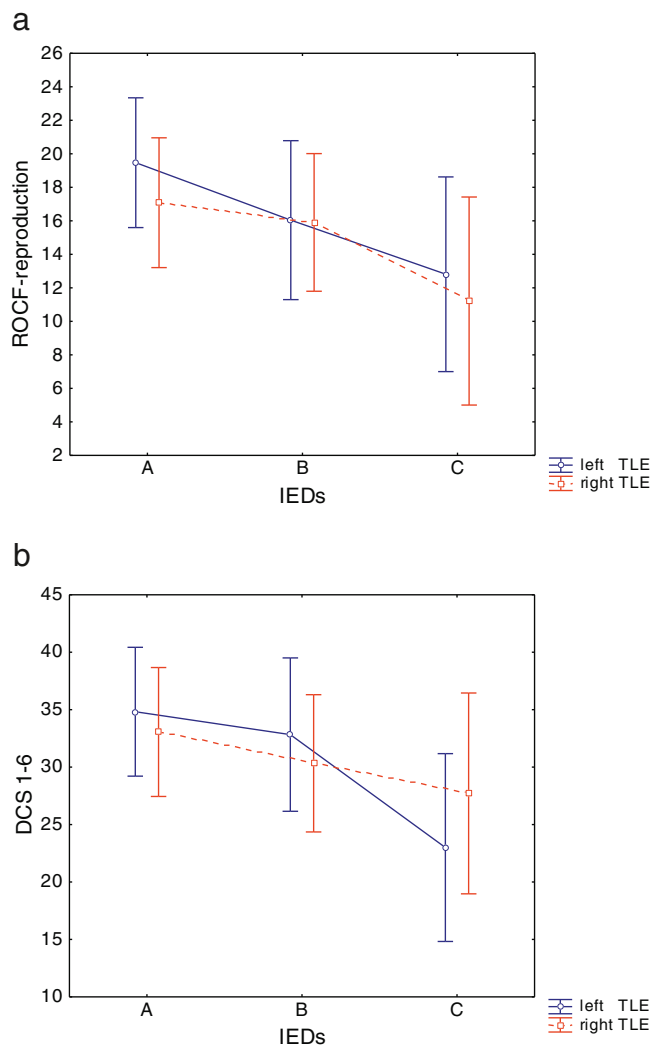 a
26
24
22
20
18
16
14
12
10
8
6
4
2
ROCF-reproduction
A B C
IEDs
left TLE
right TLE
b
45
40
35
30
25
20
15
10
DCS 1-6
A B C
IEDs
left TLE
right TLE